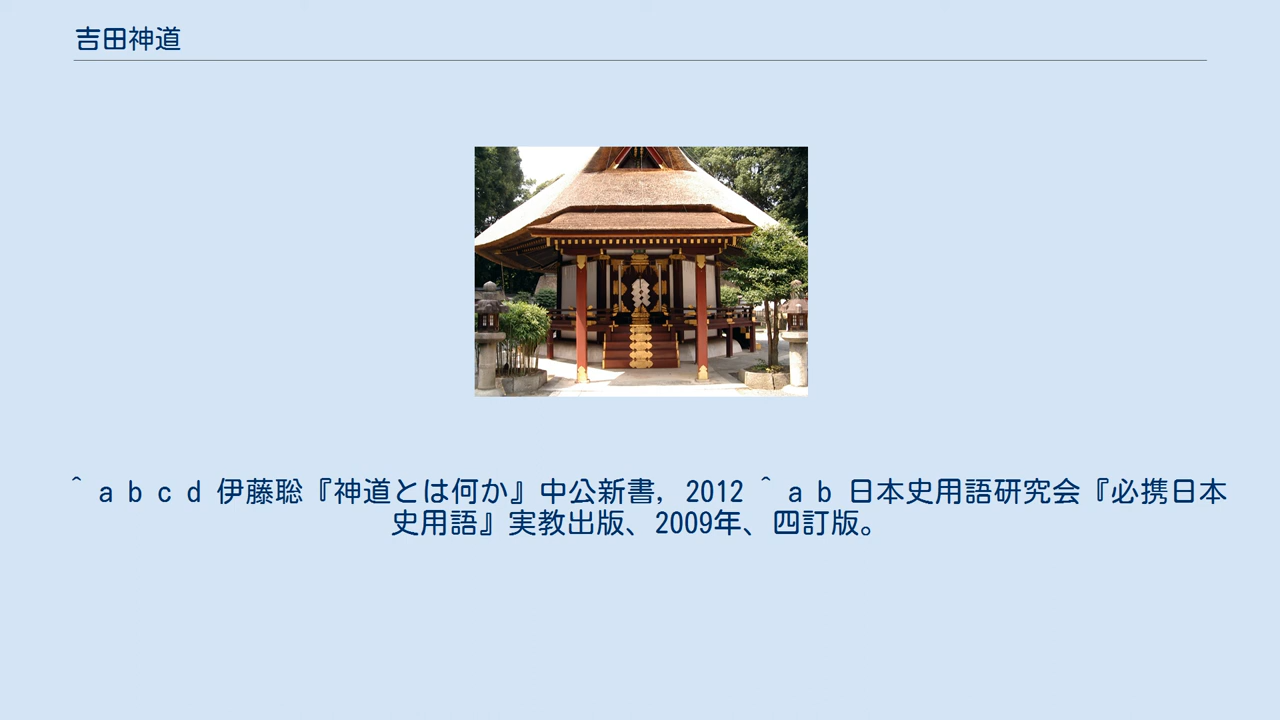 吉田神道
^ a b c d 伊藤聡『神道とは何か』中公新書，2012 ^ a b 日本史用語研究会『必携日本
史用語』実教出版、2009年、四訂版。